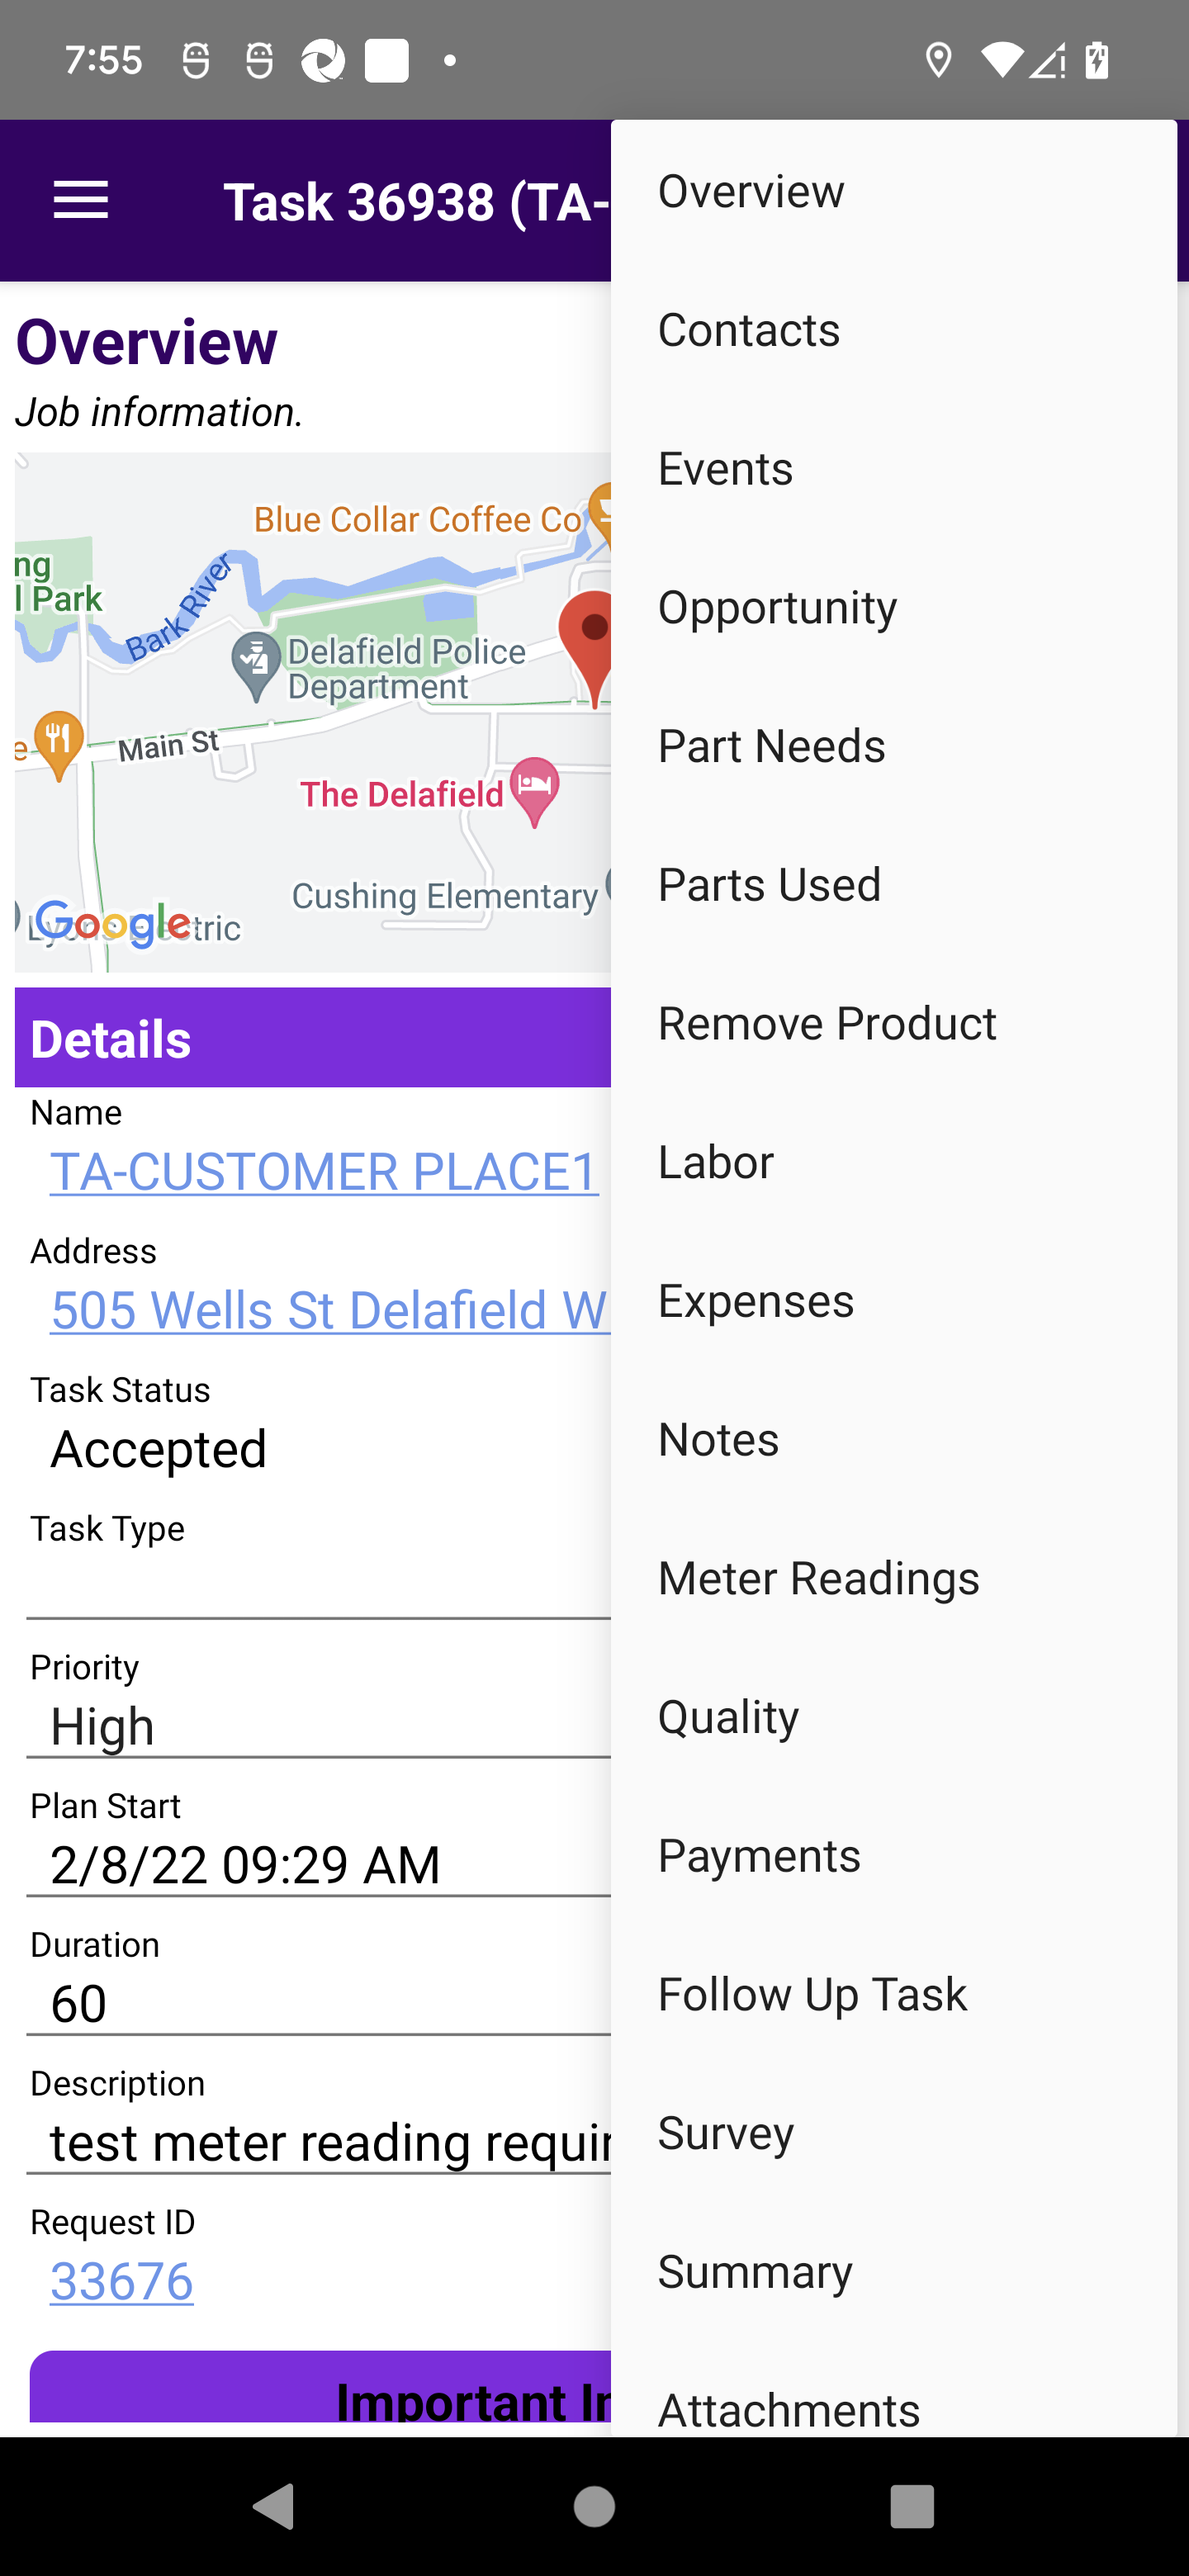 7:55
Task 36938 (TA-
Overview
Job information.
Blue Collar Coffee Co
ng
l Park
Bark River
Delafield Police
Department
e
Main St
The Delafield
Cushing Elementary
Google
Details
Name
TA-CUSTOMER PLACE1
Address
505 Wells St Delafield W
Task Status
Accepted
Task Type
Priority
High
Plan Start
2/8/22 09:29 AM
Duration
60
Description
test meter reading requir
Request ID
33676
Important In
Overview
Contacts
Events
Opportunity
Part Needs
Parts Used
Remove Product
Labor
Expenses
Notes
Meter Readings
Quality
Payments
Follow Up Task
Survey
Summary
Attachments